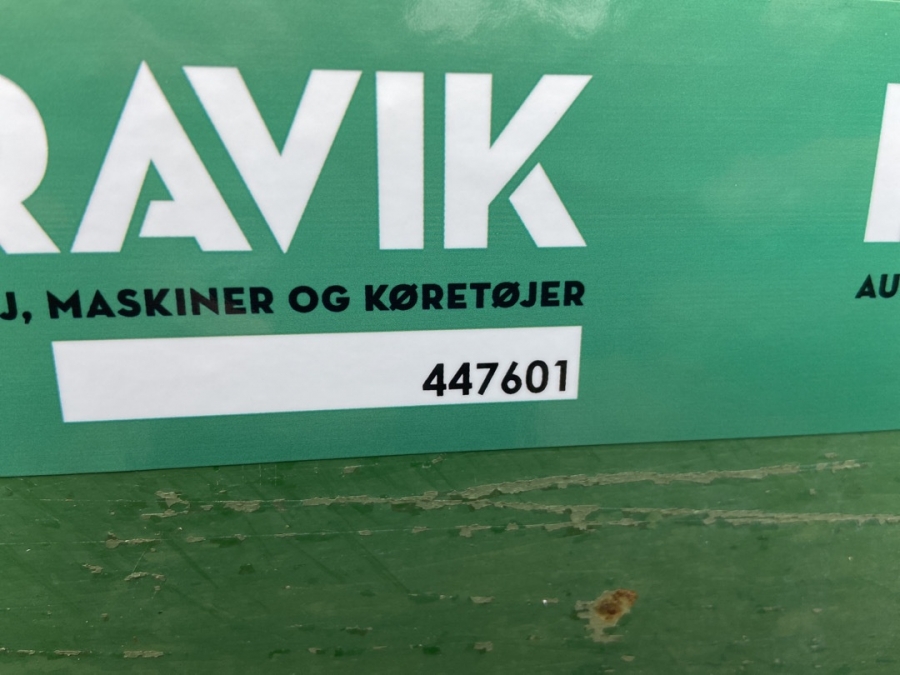 RAVIK
J, MASKINER OG KØRETØJER
AU
447601